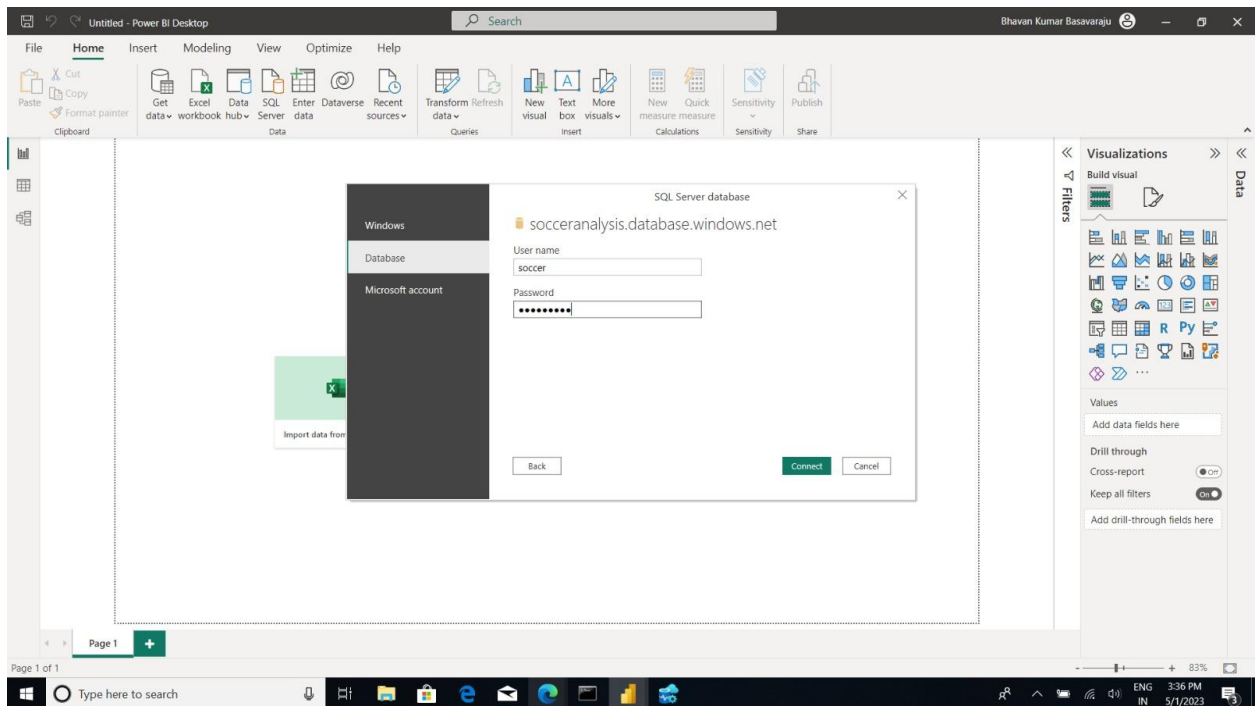 Untitled - Power BI Desktop
Search
Bhavan Kumar Basavaraju
File Home Insert Modeling View Optimize Help
Paste
Cut
Copy
Format painter
Clipboard
Get data
Excel workbook
Data hub
SQL Server
Enter data
Dataverse
Recent sources
Data
Transform data
Refresh
Queries
New visual
Text box
More visuals
Insert
New measure
Quick measure
Calculations
Sensitivity
Sensitivity
Publish
Share
Import data from
SQL Server database
Windows
Database
Microsoft account
socceranalysis.database.windows.net
User name
soccer
Password
•••••••••
Back
Connect
Cancel
Filters
Visualizations
Build visual
123
R
Py
Values
Add data fields here
Drill through
Cross-report
Off
Keep all filters
On
Add drill-through fields here
Data
Page 1
Page 1 of 1
- + 83%
Type here to search
ENG
IN
3:36 PM
5/1/2023
3